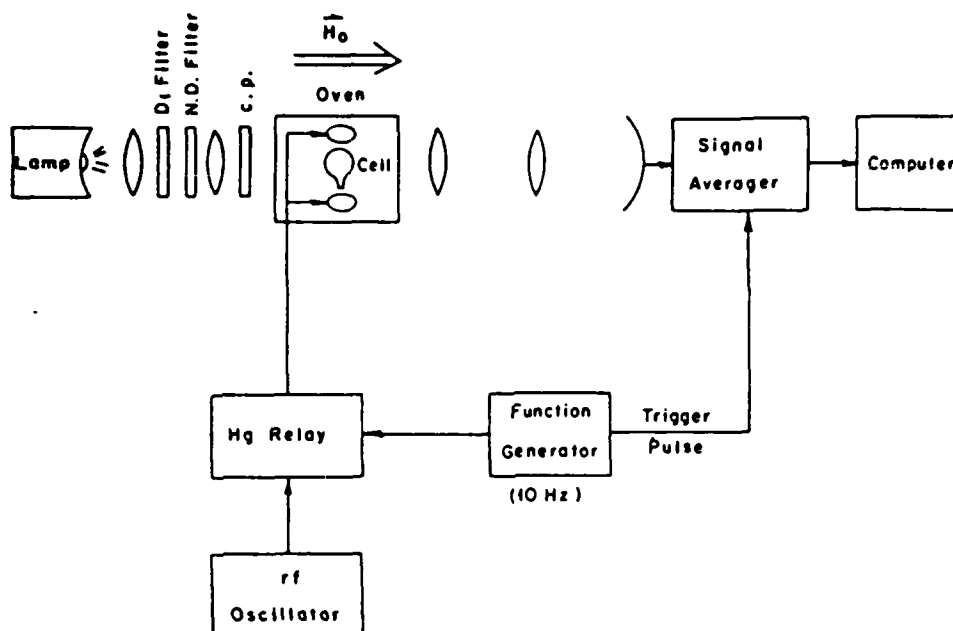 H₀
Oven
D₁ Filter
N.D. Filter
c.p.
Lamp
Cell
Signal
Averager
Computer
Hg Relay
Function
Generator
(10 Hz)
Trigger
Pulse
rf
Oscillator